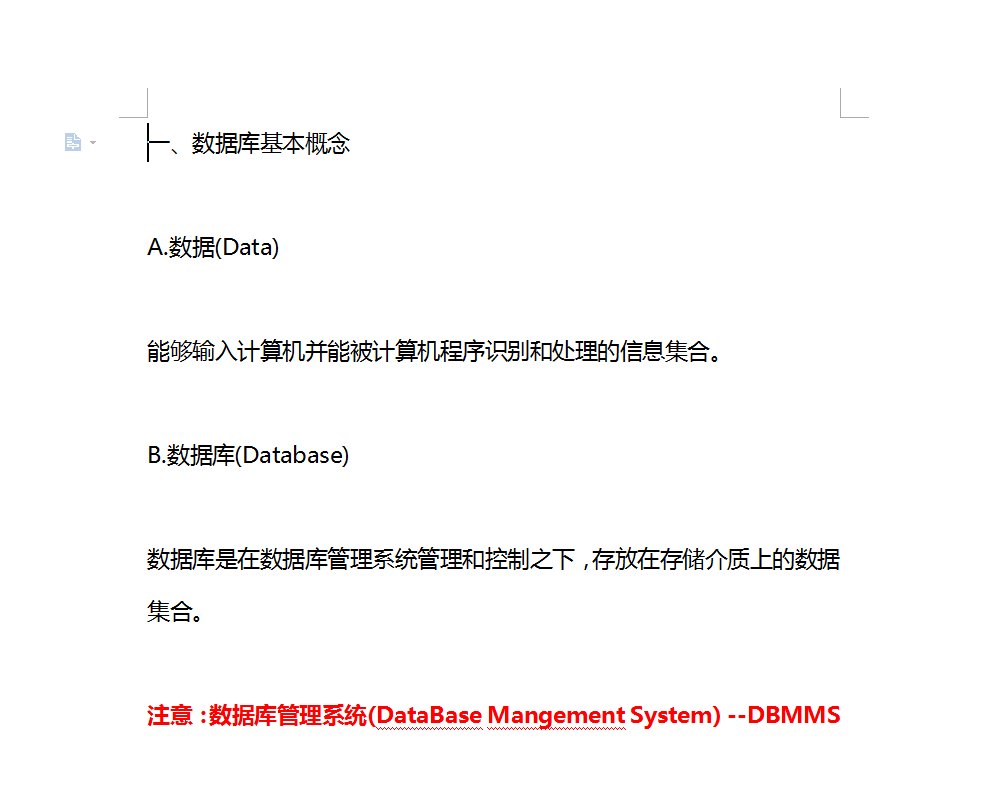 一、数据库基本概念
A.数据(Data)
能够输入计算机并能被计算机程序识别和处理的信息集合。
B.数据库(Database)
数据库是在数据库管理系统管理和控制之下,存放在存储介质上的数据
集合。
注意:数据库管理系统(DataBase Mangement System) --DBMMS